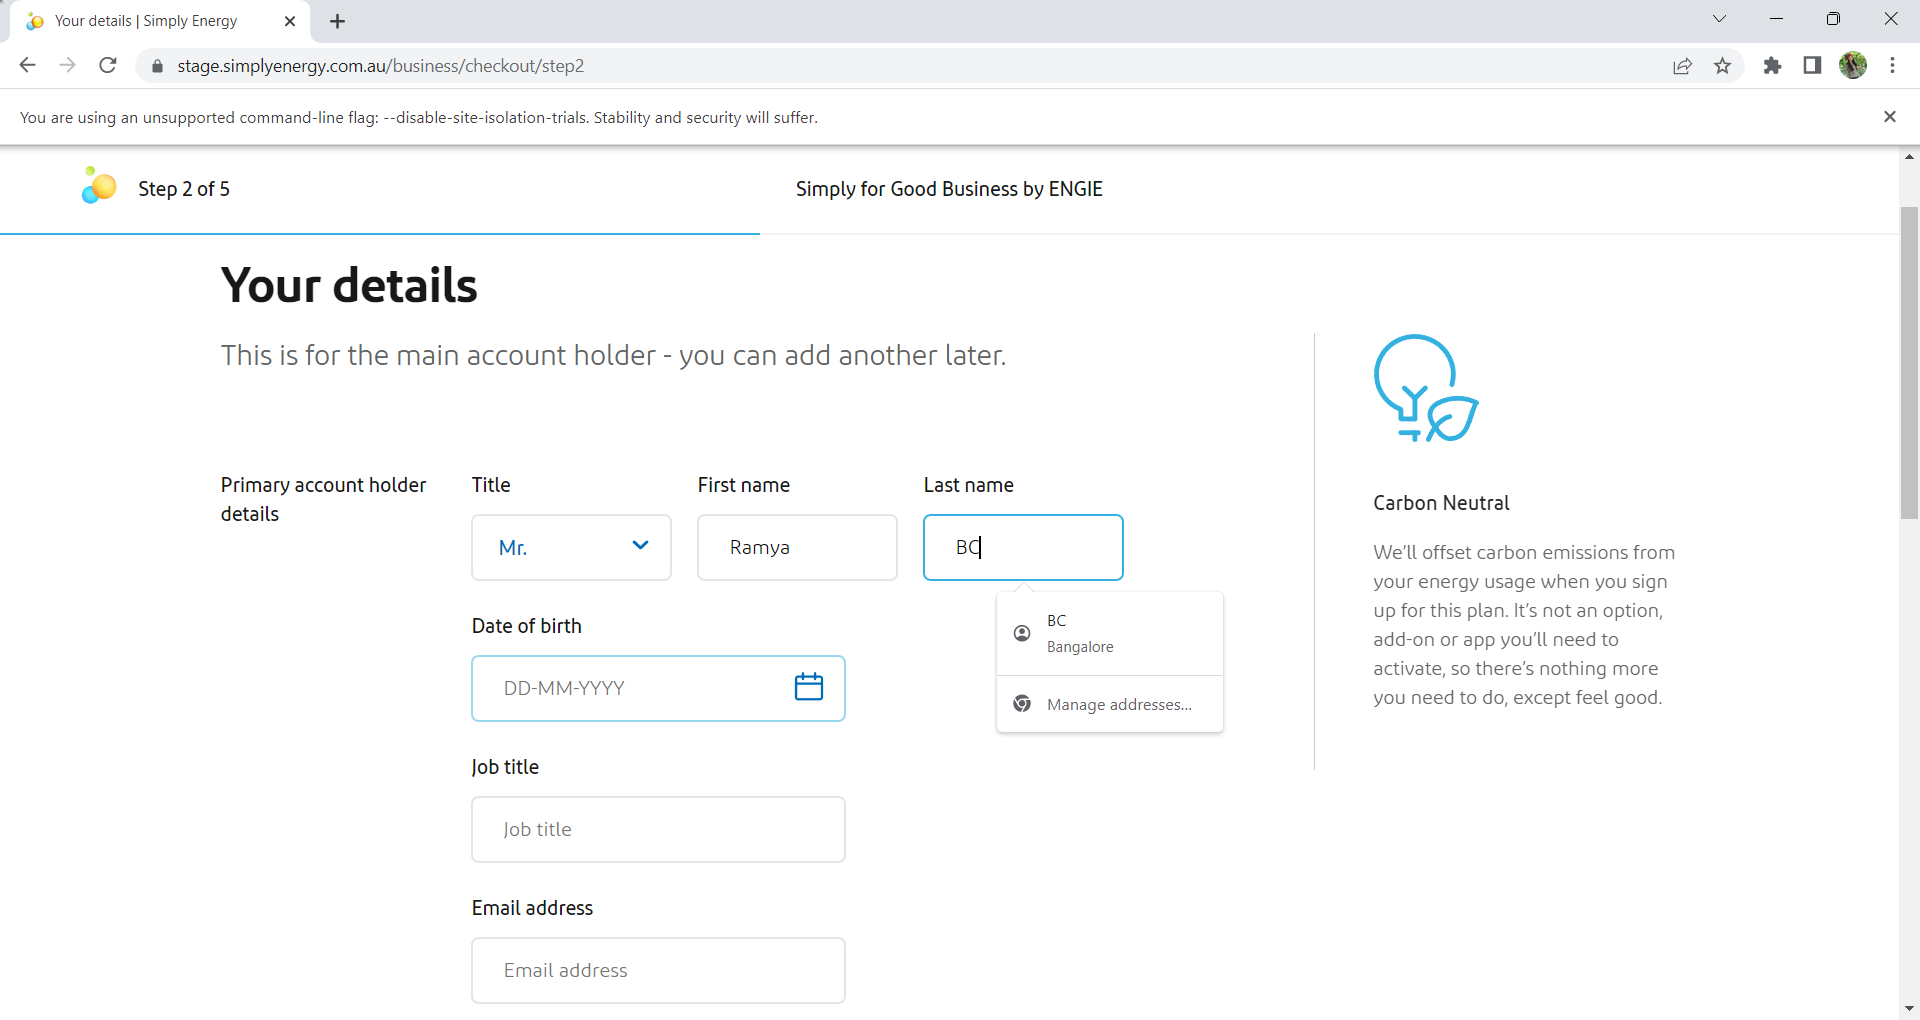 Your details | Simply Energy
stage.simplyenergy.com.au/business/checkout/step2
You are using an unsupported command-line flag: --disable-site-isolation-trials. Stability and security will suffer.
Step 2 of 5
Simply for Good Business by ENGIE
Your details
This is for the main account holder - you can add another later.
Primary account holder
details
Title
First name
Last name
Mr.
Ramya
BC
BC
Bangalore
Manage addresses...
Date of birth
DD-MM-YYYY
Job title
Job title
Email address
Email address
Carbon Neutral
We’ll offset carbon emissions from
your energy usage when you sign
up for this plan. It’s not an option,
add-on or app you’ll need to
activate, so there’s nothing more
you need to do, except feel good.